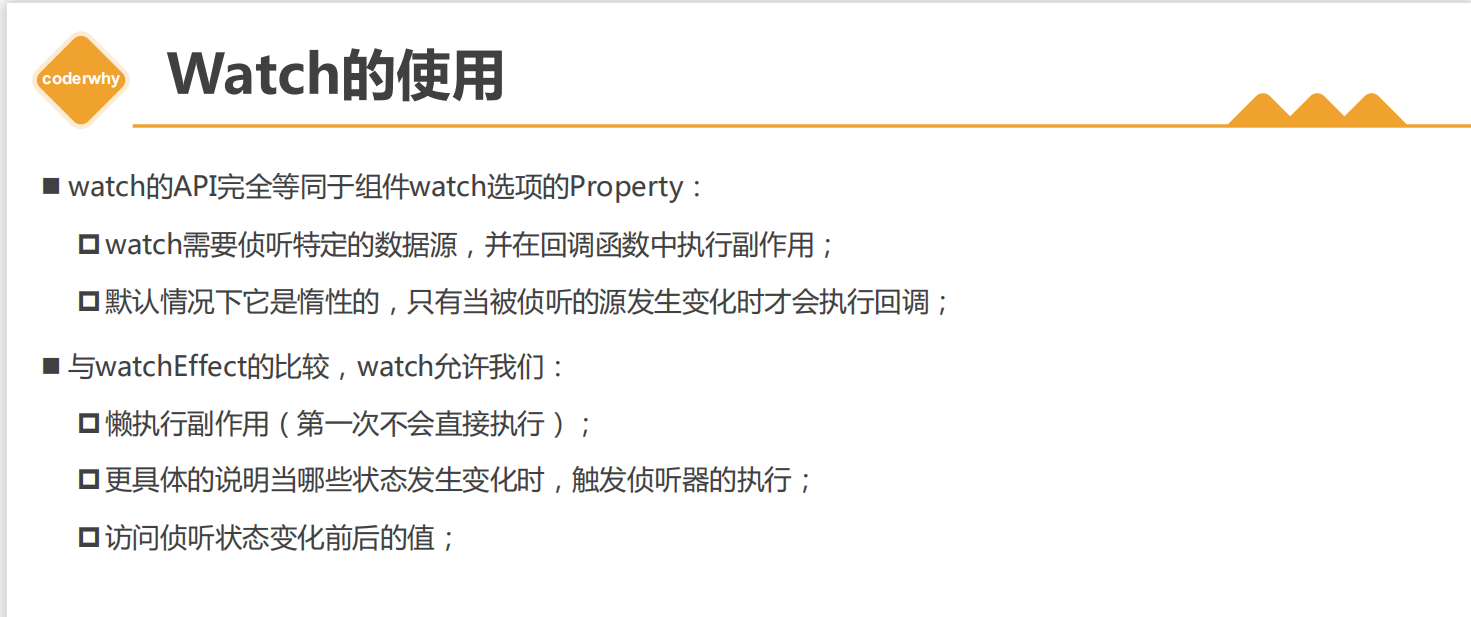 coderwhy
Watch的使用
watch的API完全等同于组件watch选项的Property：
watch需要侦听特定的数据源，并在回调函数中执行副作用；
默认情况下它是惰性的，只有当被侦听的源发生变化时才会执行回调；
与watchEffect的比较，watch允许我们：
懒执行副作用（第一次不会直接执行）；
更具体的说明当哪些状态发生变化时，触发侦听器的执行；
访问侦听状态变化前后的值；